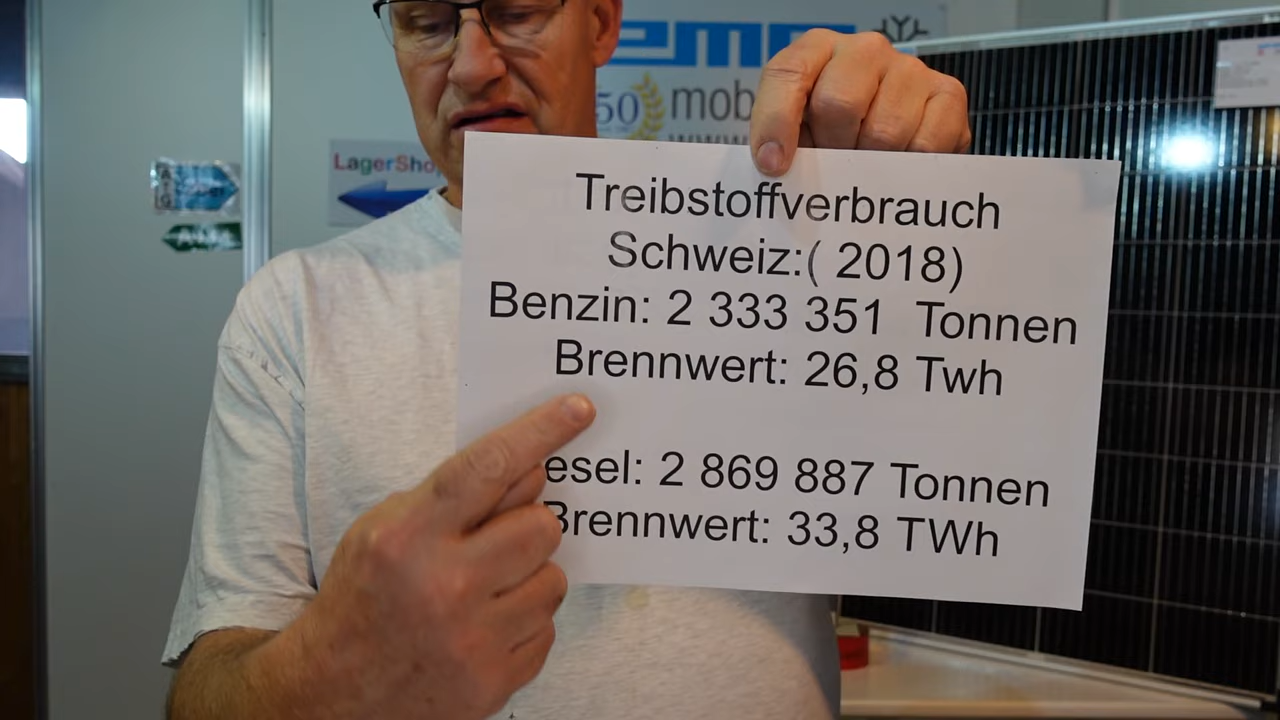 50
mob
LagerSho
Treibstoffverbrauch
Schweiz:( 2018)
Benzin: 2 333 351 Tonnen
Brennwert: 26,8 Twh
esel: 2 869 887 Tonnen
Brennwert: 33,8 TWh